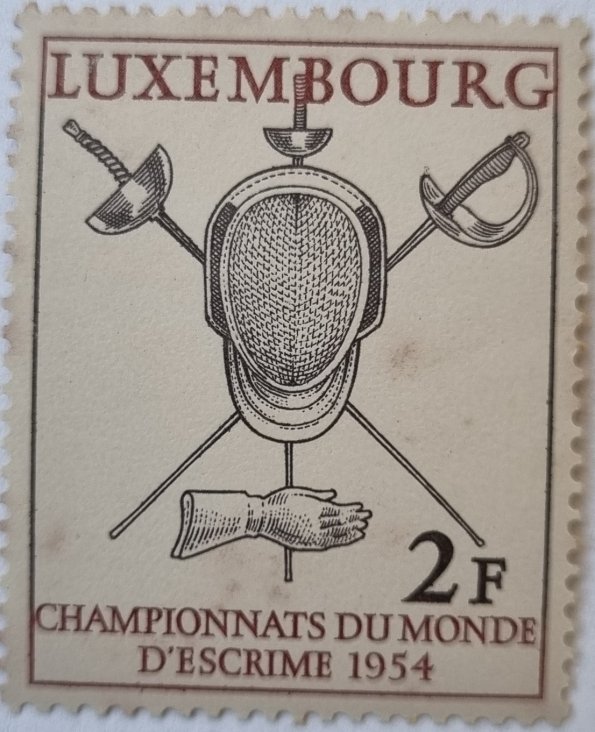 LUXEMBOURG
2F
CHAMPIONNATS DU MONDE
D'ESCRIME 1954